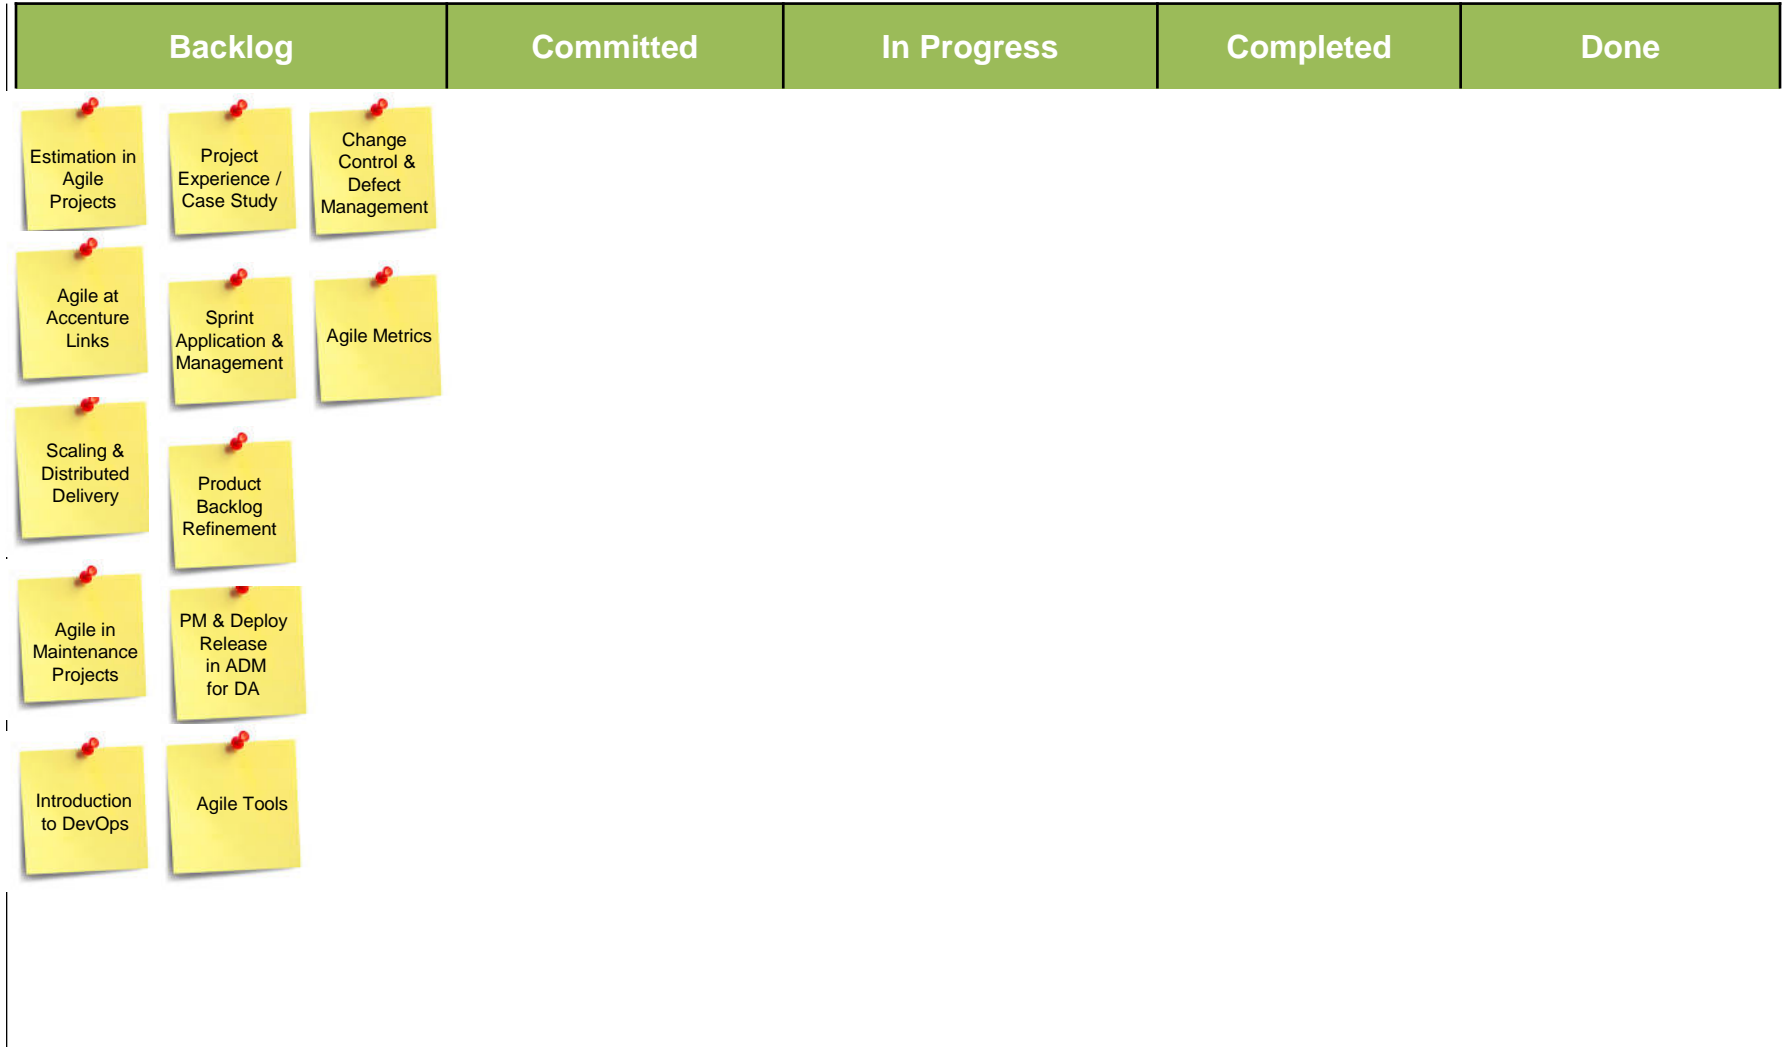 Backlog
Committed
In Progress
Completed
Done
Estimation in
Agile
Projects
Project
Experience /
Case Study
Change
Control &
Defect
Management
Agile at
Accenture
Links
Sprint
Application &
Management
Agile Metrics
Scaling &
Distributed
Delivery
Product
Backlog
Refinement
Agile in
Maintenance
Projects
PM & Deploy
Release
in ADM
for DA
Introduction
to DevOps
Agile Tools